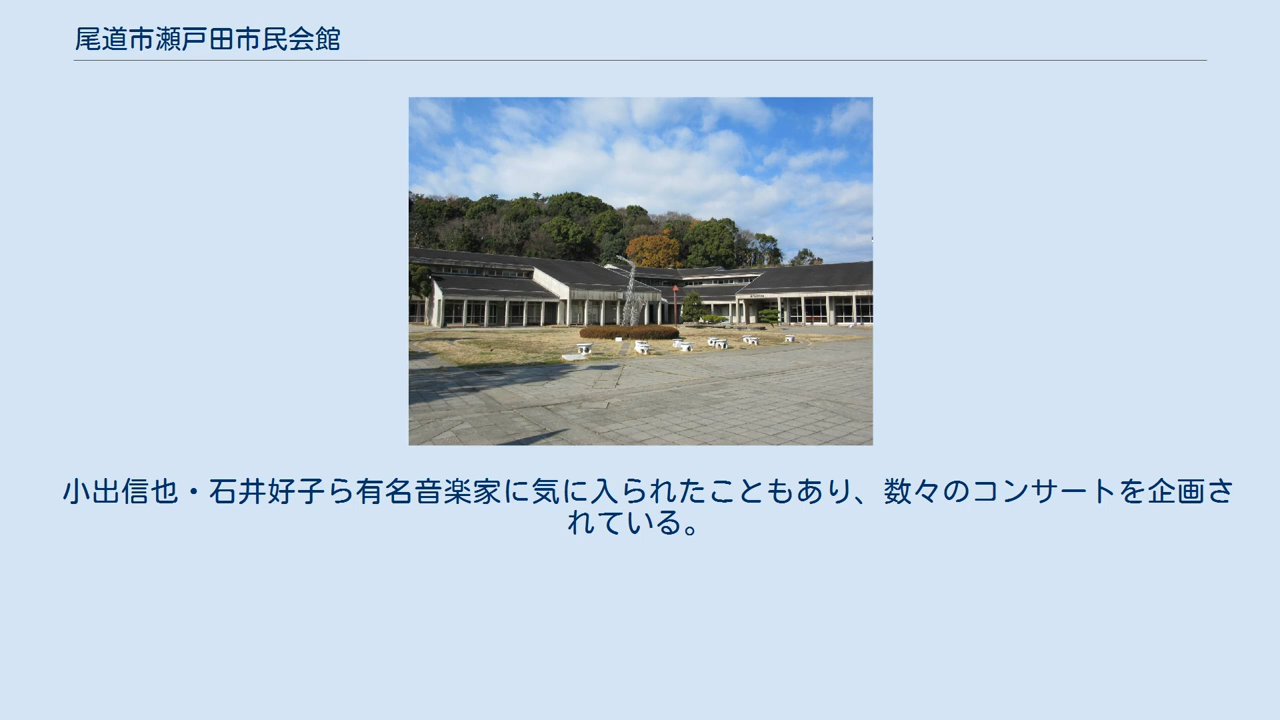 尾道市瀬戸田市民会館
小出信也・石井好子ら有名音楽家に気に入られたこともあり、数々のコンサートを企画さ
れている。